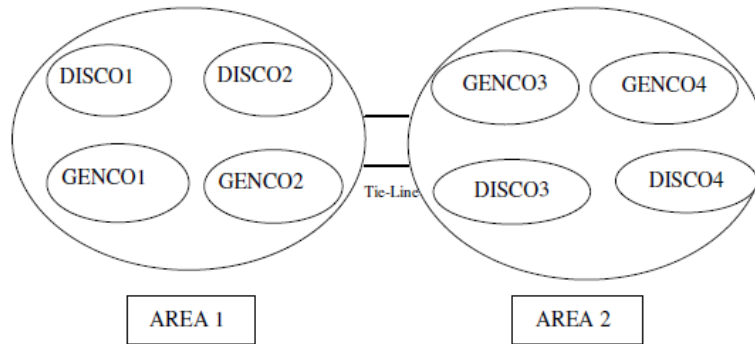 DISCO1
DISCO2
GENCO1
GENCO2
Tie-Line
GENCO3
GENCO4
DISCO3
DISCO4
AREA 1
AREA 2